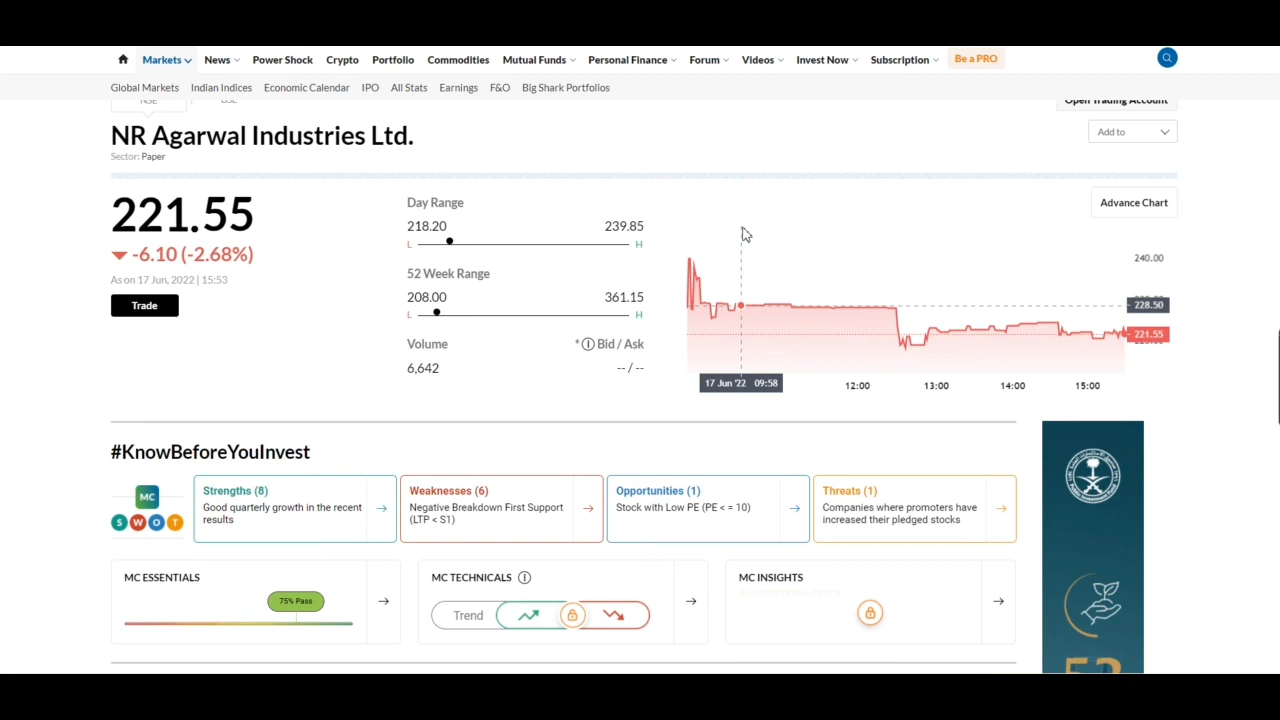 Markets News Power Shock Crypto Portfolio Commodities Mutual Funds Personal Finance Forum Videos Invest Now Subscription Be a PRO
Global Markets Indian Indices Economic Calendar IPO All Stats Earnings F&O Big Shark Portfolios
NSE BSE Open Trading Account
NR Agarwal Industries Ltd.
Add to
Sector: Paper
221.55
-6.10 (-2.68%)
As on 17 Jun, 2022 | 15:53
Trade
Day Range
218.20 239.85
L H
52 Week Range
208.00 361.15
L H
Volume * Bid / Ask
6,642 -- / --
Advance Chart
240.00
228.50
221.55
17 Jun '22 09:58 12:00 13:00 14:00 15:00
#KnowBeforeYouInvest
MC
S W O T
Strengths (8)
Good quarterly growth in the recent
results
Weaknesses (6)
Negative Breakdown First Support
(LTP < S1)
Opportunities (1)
Stock with Low PE (PE < = 10)
Threats (1)
Companies where promoters have
increased their pledged stocks
MC ESSENTIALS
75% Pass
MC TECHNICALS
Trend
MC INSIGHTS